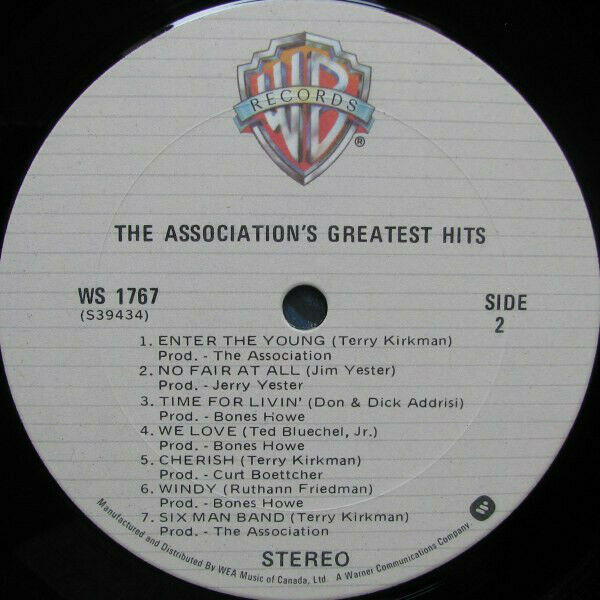 WB
RECORDS
®
THE ASSOCIATION'S GREATEST HITS
WS 1767
(S39434)
SIDE
2
1. ENTER THE YOUNG (Terry Kirkman)
Prod. - The Association
2. NO FAIR AT ALL (Jim Yester)
Prod. - Jerry Yester
3. TIME FOR LIVIN' (Don & Dick Addrisi)
Prod. - Bones Howe
4. WE LOVE (Ted Bluechel, Jr.)
Prod. - Bones Howe
5. CHERISH (Terry Kirkman)
Prod. - Curt Boettcher
6. WINDY (Ruthann Friedman)
Prod. - Bones Howe
7. SIX MAN BAND (Terry Kirkman)
Prod. - The Association
STEREO
Manufactured and Distributed By WEA Music of Canada, Ltd. A Warner Communications Company